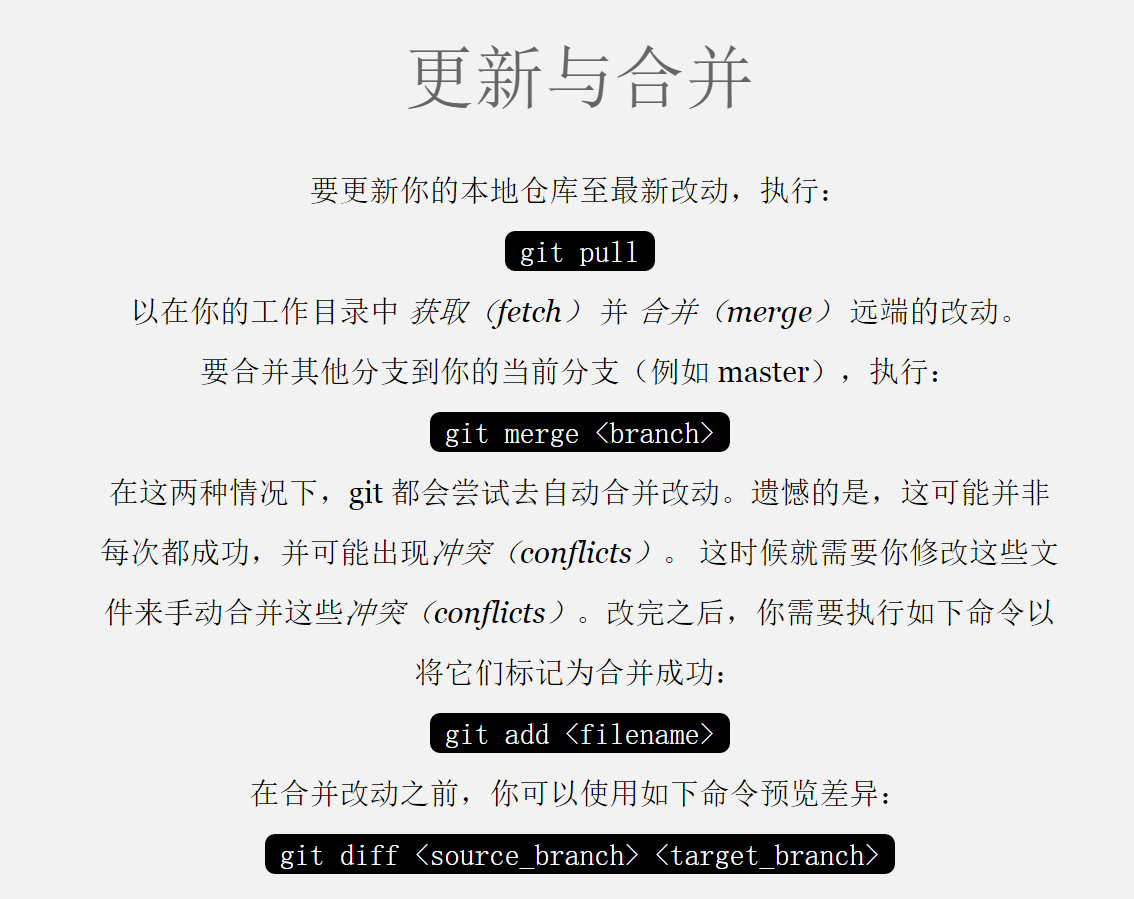 更新与合并
要更新你的本地仓库至最新改动，执行：
git pull
以在你的工作目录中 获取（fetch） 并 合并（merge） 远端的改动。
要合并其他分支到你的当前分支（例如 master），执行：
git merge <branch>
在这两种情况下，git 都会尝试去自动合并改动。遗憾的是，这可能并非
每次都成功，并可能出现冲突（conflicts）。 这时候就需要你修改这些文
件来手动合并这些冲突（conflicts）。改完之后，你需要执行如下命令以
将它们标记为合并成功：
git add <filename>
在合并改动之前，你可以使用如下命令预览差异：
git diff <source_branch> <target_branch>